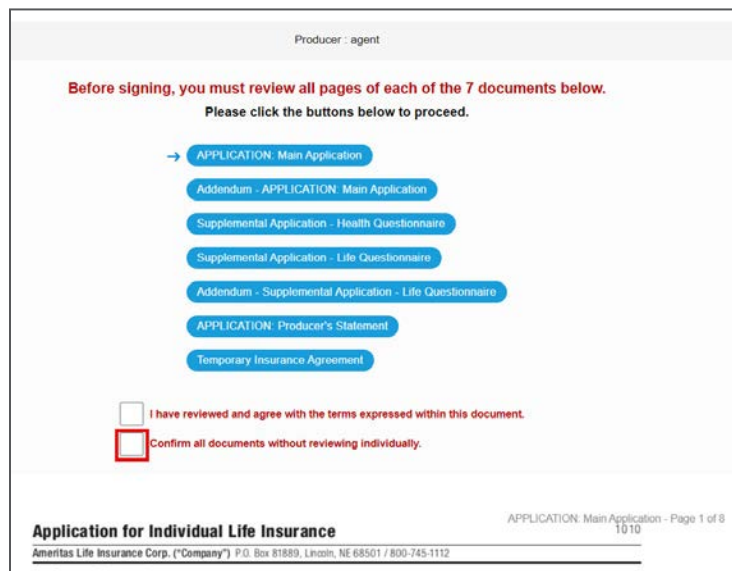 Producer : agent
Before signing, you must review all pages of each of the 7 documents below.
Please click the buttons below to proceed.
APPLICATION: Main Application
Addendum - APPLICATION: Main Application
Supplemental Application - Health Questionnaire
Supplemental Application - Life Questionnaire
Addendum - Supplemental Application - Life Questionnaire
APPLICATION: Producer's Statement
Temporary Insurance Agreement
I have reviewed and agree with the terms expressed within this document.
Confirm all documents without reviewing individually.
APPLICATION: Main Application - Page 1 of 8
1010
Application for Individual Life Insurance
Ameritas Life Insurance Corp. ("Company") P.O. Box 81889, Lincoln, NE 68501 / 800-745-1112